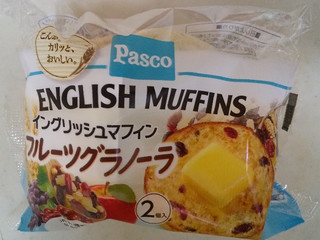 こんがり
カリッと、
おいしい。
Pasco
ENGLISH MUFFINS
イングリッシュマフィン
フルーツグラノーラ
2個入